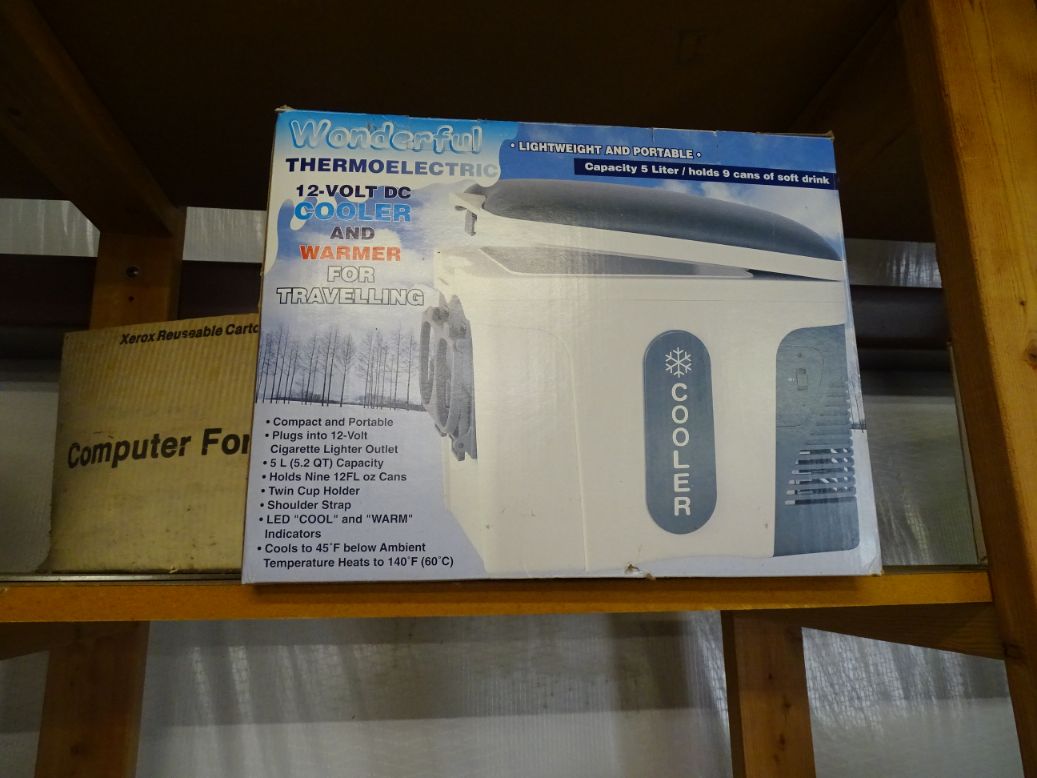 Wonderful
THERMOELECTRIC
12-VOLT DC
COOLER
AND
WARMER
FOR
TRAVELLING
• LIGHTWEIGHT AND PORTABLE •
Capacity 5 Liter / holds 9 cans of soft drink
COOLER
• Compact and Portable
• Plugs into 12-Volt
Cigarette Lighter Outlet
• 5 L (5.2 QT) Capacity
• Holds Nine 12FL oz Cans
• Twin Cup Holder
• Shoulder Strap
• LED "COOL" and "WARM"
Indicators
• Cools to 45°F below Ambient
Temperature Heats to 140°F (60°C)
Xerox Reuseable Carto
Computer For